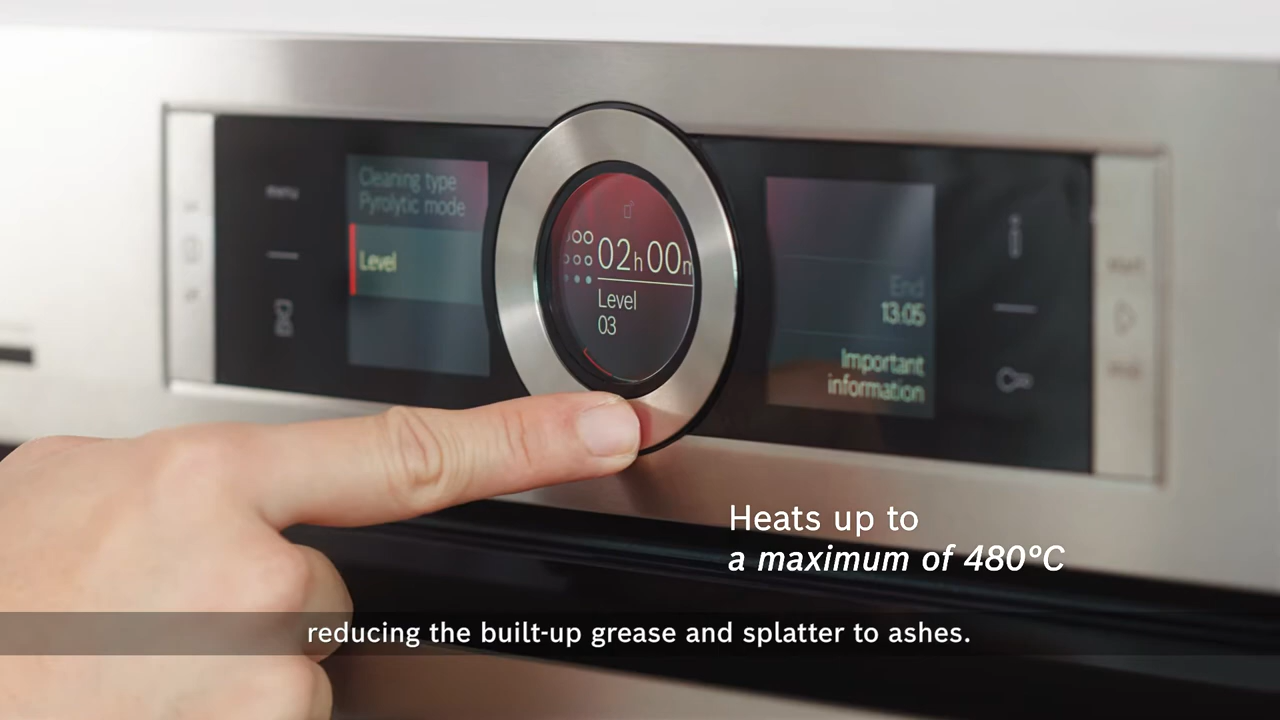 menu
Cleaning type
Pyrolytic mode
Level
02h00m
Level
03
End
13:05
Important
information
start
Heats up to
a maximum of 480°C
reducing the built-up grease and splatter to ashes.